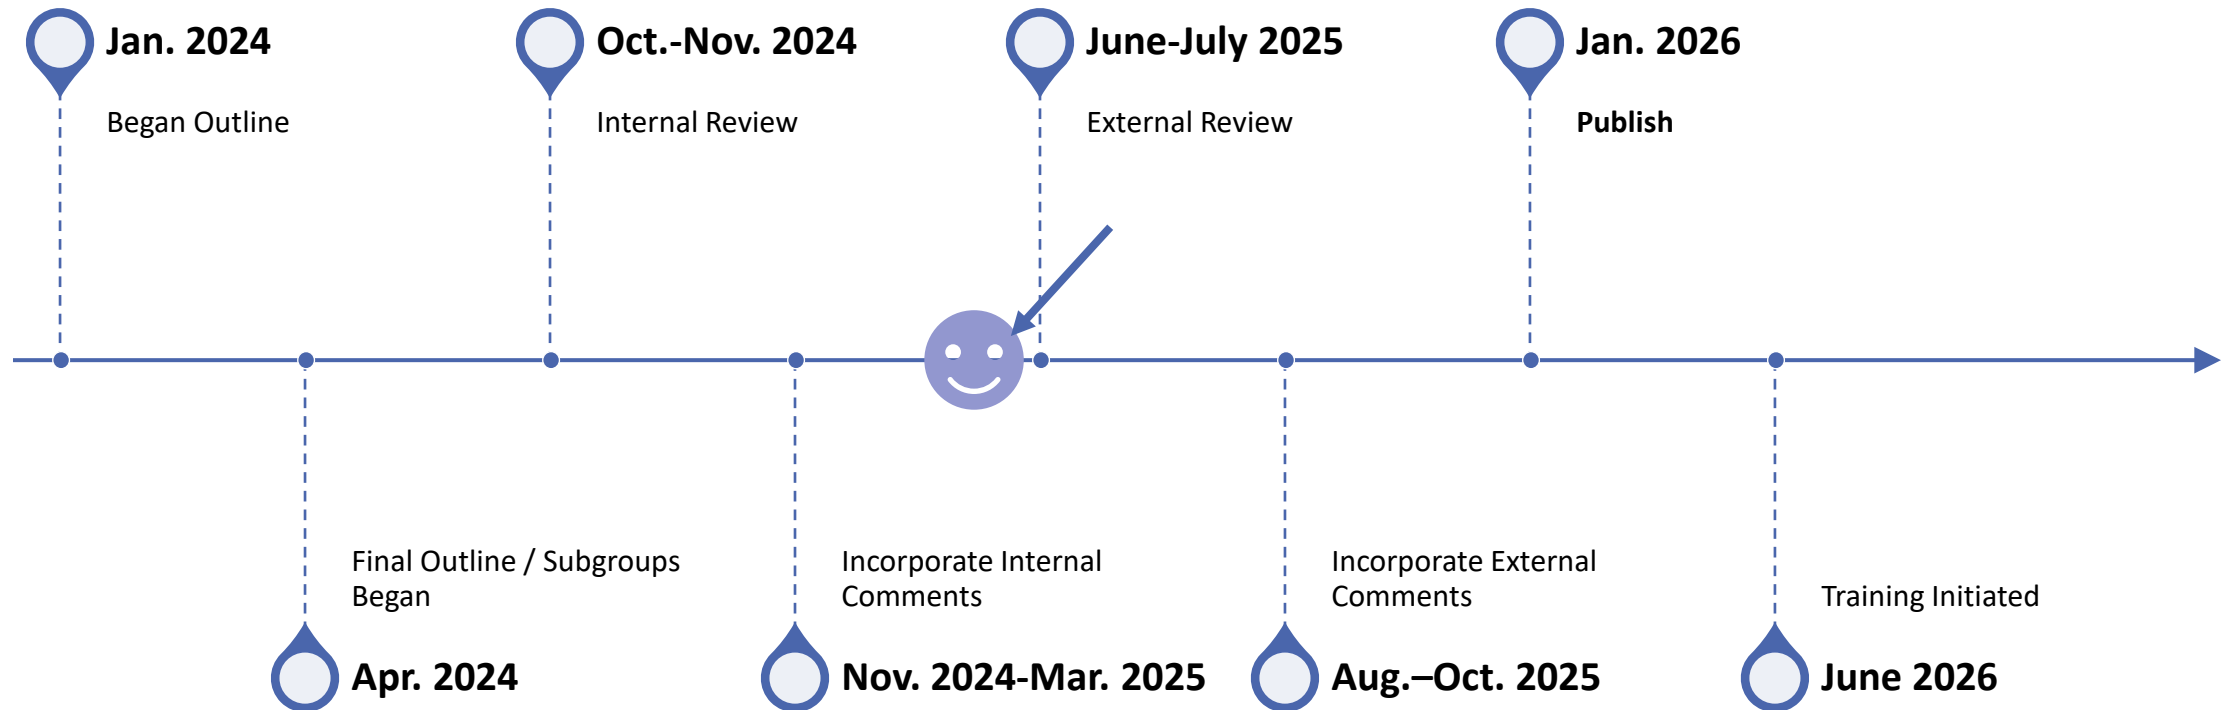 Jan. 2024
Began Outline
Oct.-Nov. 2024
Internal Review
June-July 2025
External Review
Jan. 2026
Publish
Final Outline / Subgroups
Began
Apr. 2024
Incorporate Internal
Comments
Nov. 2024-Mar. 2025
Incorporate External
Comments
Aug.–Oct. 2025
Training Initiated
June 2026